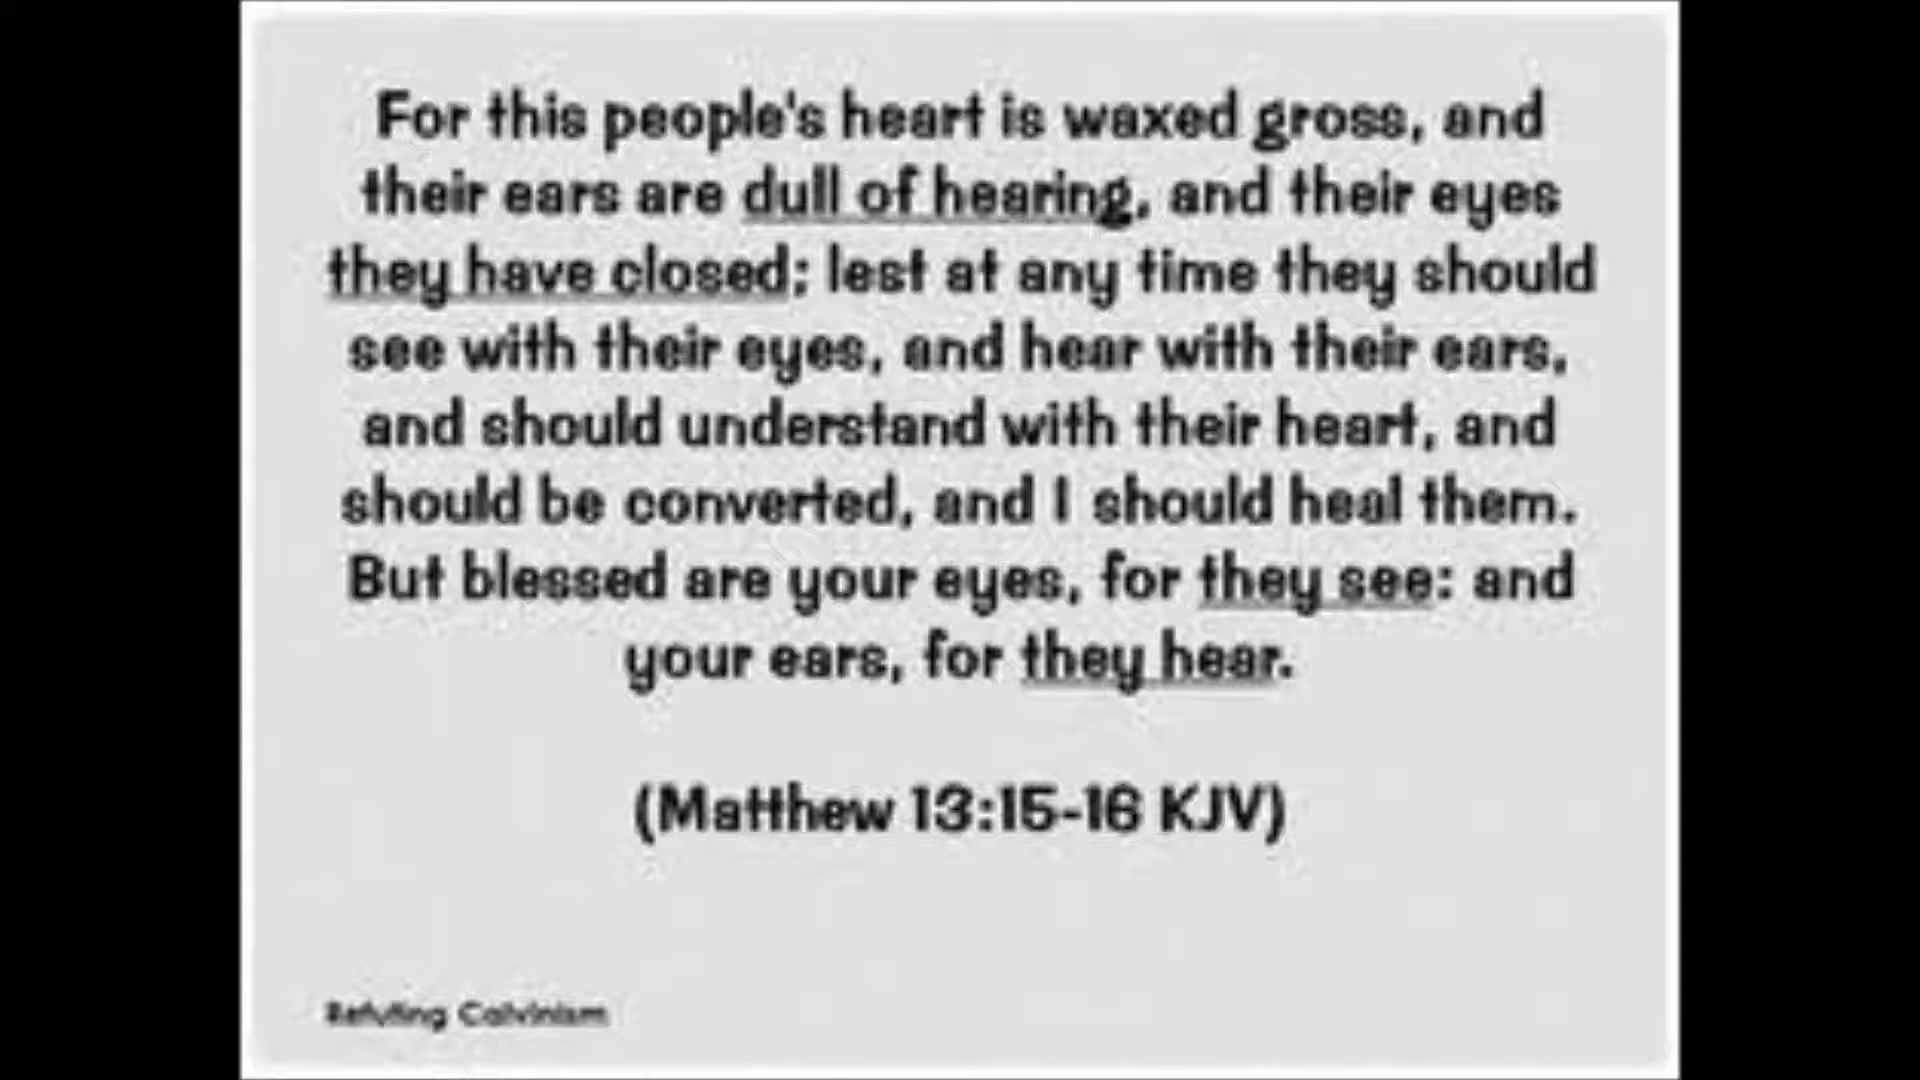 For this people's heart is waxed gross, and
their ears are dull of hearing, and their eyes
they have closed; lest at any time they should
see with their eyes, and hear with their ears,
and should understand with their heart, and
should be converted, and I should heal them.
But blessed are your eyes, for they see: and
your ears, for they hear.
(Matthew 13:15-16 KJV)
Refuting Calvinism